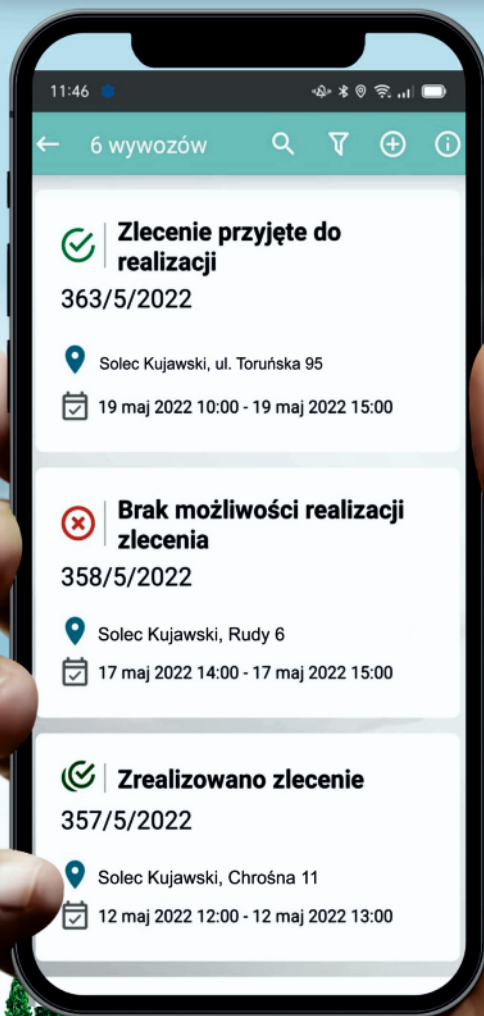 11:46
6 wywozów
Zlecenie przyjęte do
realizacji
363/5/2022
Solec Kujawski, ul. Toruńska 95
19 maj 2022 10:00 - 19 maj 2022 15:00
Brak możliwości realizacji
zlecenia
358/5/2022
Solec Kujawski, Rudy 6
17 maj 2022 14:00 - 17 maj 2022 15:00
Zrealizowano zlecenie
357/5/2022
Solec Kujawski, Chrośna 11
12 maj 2022 12:00 - 12 maj 2022 13:00